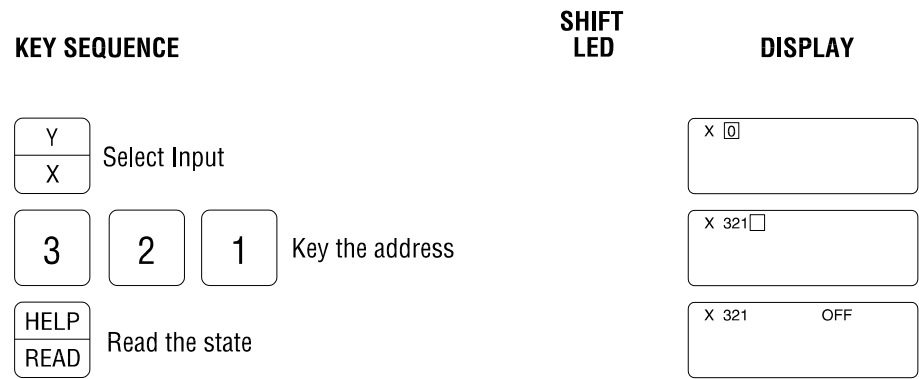 SHIFT
KEY SEQUENCE LED DISPLAY
Y
X
Select Input
X 0
3 2 1 Key the address
X 321
HELP
READ
Read the state
X 321 OFF